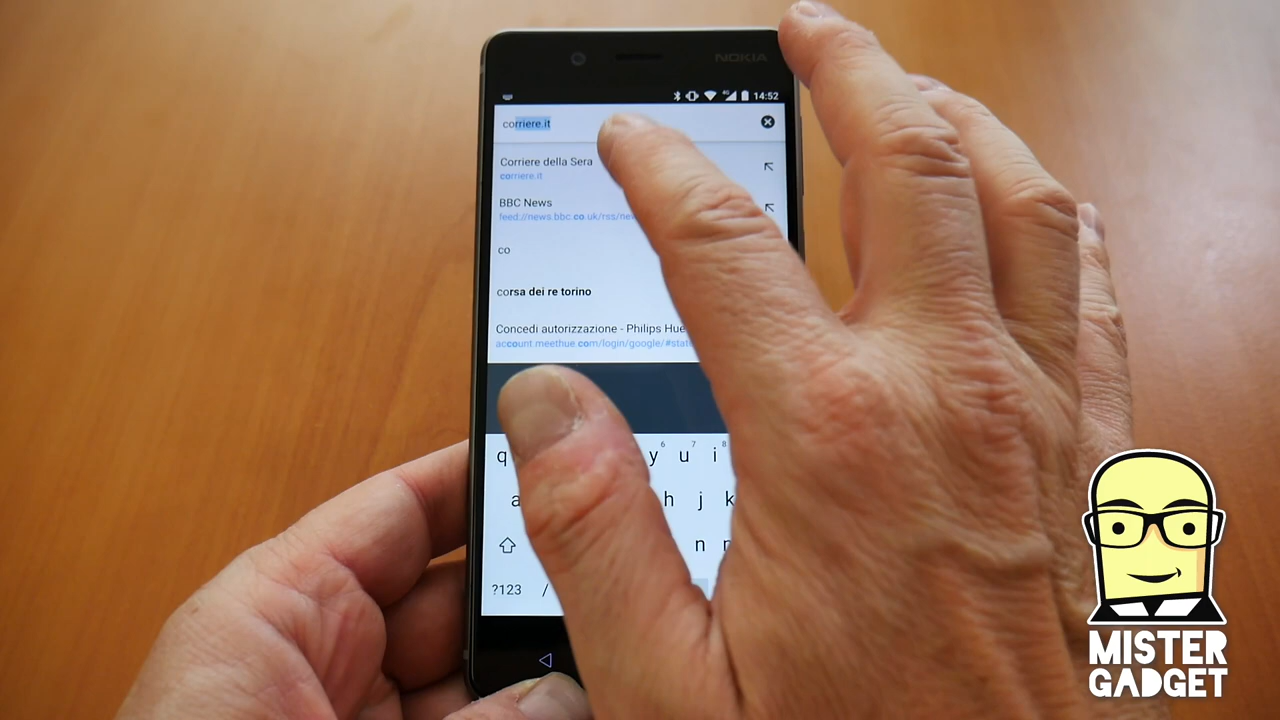 NOKIA
4G 14:52
corriere.it
Corriere della Sera
corriere.it
BBC News
feed://news.bbc.co.uk/rss/new
co
corsa dei re torino
Concedi autorizzazione - Philips Hue
account.meethue.com/login/google/#state
6 7 8
q y u i
a h j k
n
?123 /
MISTER
GADGET